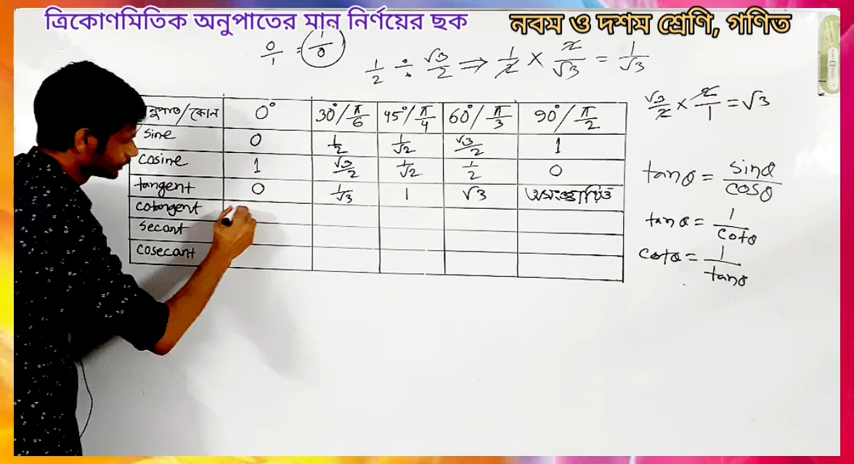 ত্রিকোণমিতিক অনুপাতের মান নির্ণয়ের ছক
নবম ও দশম শ্রেণি, গণিত
0/1 = 1/0
1/2 ÷ √3/2 ⇒ 1/2 × 2/√3 = 1/√3
√3/2 × 2/1 = √3
অনুপাত/কোন 0° 30°/π/6 45°/π/4 60°/π/3 90°/π/2
sine 0 1/2 1/√2 √3/2 1
cosine 1 √3/2 1/√2 1/2 0
tangent 0 1/√3 1 √3 অসংজ্ঞায়িত
cotangent
secant
cosecant
tanθ = sinθ/cosθ
tanθ = 1/cotθ
cotθ = 1/tanθ